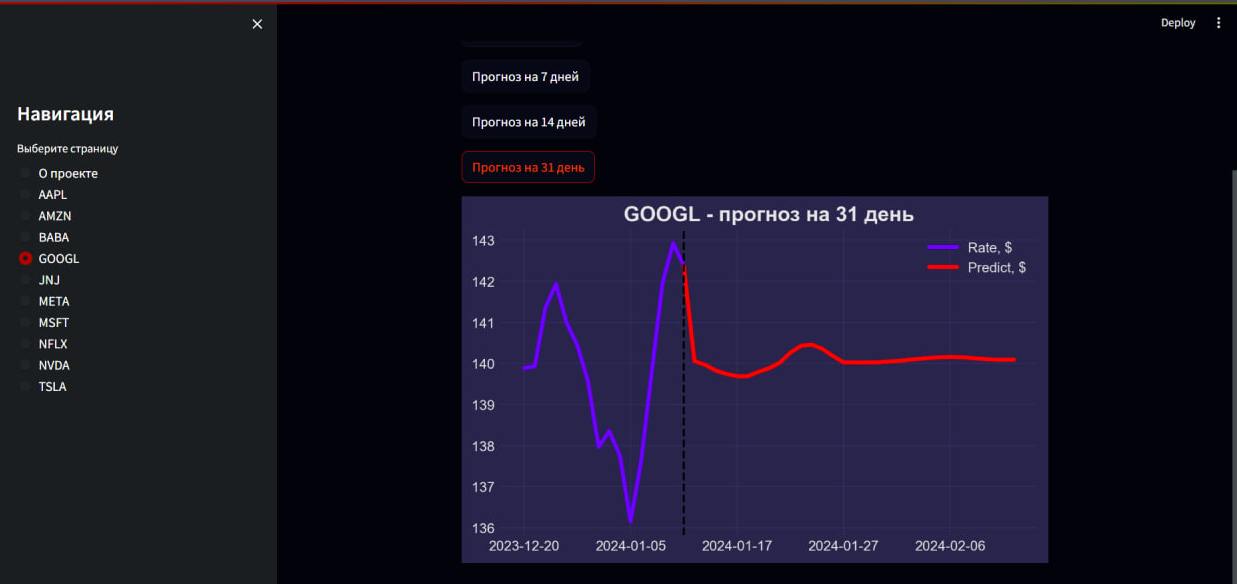 Deploy
Навигация
Выберите страницу
О проекте
AAPL
AMZN
BABA
GOOGL
JNJ
META
MSFT
NFLX
NVDA
TSLA
Прогноз на 7 дней
Прогноз на 14 дней
Прогноз на 31 день
GOOGL - прогноз на 31 день
Rate, $
Predict, $
143
142
141
140
139
138
137
136
2023-12-20 2024-01-05 2024-01-17 2024-01-27 2024-02-06